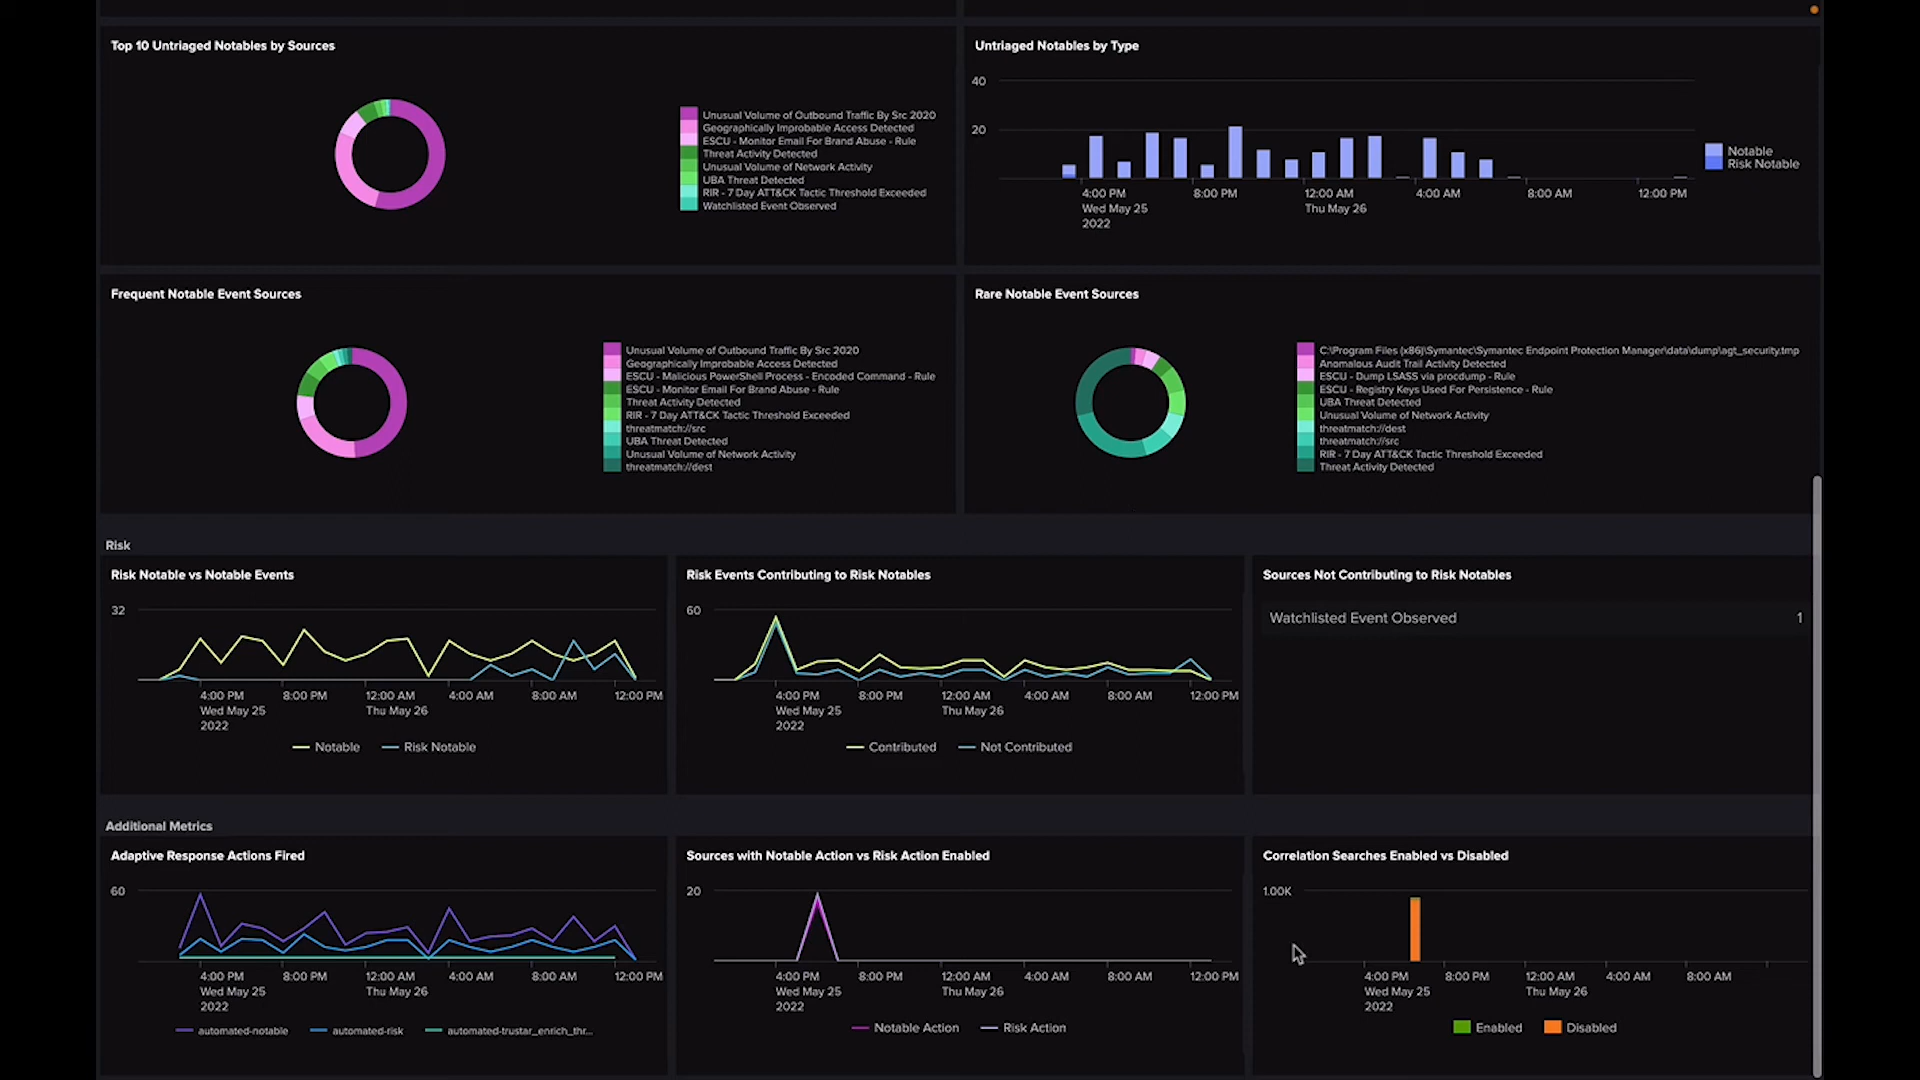 Top 10 Untriaged Notables by Sources
Unusual Volume of Outbound Traffic By Src 2020
Geographically Improbable Access Detected
ESCU - Monitor Email For Brand Abuse - Rule
Threat Activity Detected
Unusual Volume of Network Activity
UBA Threat Detected
RIR - 7 Day ATT&CK Tactic Threshold Exceeded
Watchlisted Event Observed
Untriaged Notables by Type
40
20
4:00 PM 8:00 PM 12:00 AM 4:00 AM 8:00 AM 12:00 PM
Wed May 25 Thu May 26
2022
Notable
Risk Notable
Frequent Notable Event Sources
Unusual Volume of Outbound Traffic By Src 2020
Geographically Improbable Access Detected
ESCU - Malicious PowerShell Process - Encoded Command - Rule
ESCU - Monitor Email For Brand Abuse - Rule
Threat Activity Detected
RIR - 7 Day ATT&CK Tactic Threshold Exceeded
threatmatch://src
UBA Threat Detected
Unusual Volume of Network Activity
threatmatch://dest
Rare Notable Event Sources
C:\Program Files (x86)\Symantec\Symantec Endpoint Protection Manager\data\dump\agt_security.tmp
Anomalous Audit Trail Activity Detected
ESCU - Dump LSASS via procdump - Rule
ESCU - Registry Keys Used For Persistence - Rule
UBA Threat Detected
Unusual Volume of Network Activity
threatmatch://dest
threatmatch://src
RIR - 7 Day ATT&CK Tactic Threshold Exceeded
Threat Activity Detected
Risk
Risk Notable vs Notable Events
32
4:00 PM 8:00 PM 12:00 AM 4:00 AM 8:00 AM 12:00 PM
Wed May 25 Thu May 26
2022
Notable Risk Notable
Risk Events Contributing to Risk Notables
60
4:00 PM 8:00 PM 12:00 AM 4:00 AM 8:00 AM 12:00 PM
Wed May 25 Thu May 26
2022
Contributed Not Contributed
Sources Not Contributing to Risk Notables
Watchlisted Event Observed 1
Additional Metrics
Adaptive Response Actions Fired
60
4:00 PM 8:00 PM 12:00 AM 4:00 AM 8:00 AM 12:00 PM
Wed May 25 Thu May 26
2022
automated-notable automated-risk automated-trustar_enrich_thr...
Sources with Notable Action vs Risk Action Enabled
20
4:00 PM 8:00 PM 12:00 AM 4:00 AM 8:00 AM 12:00 PM
Wed May 25 Thu May 26
2022
Notable Action Risk Action
Correlation Searches Enabled vs Disabled
1.00K
4:00 PM 8:00 PM 12:00 AM 4:00 AM 8:00 AM
Wed May 25 Thu May 26
2022
Enabled Disabled